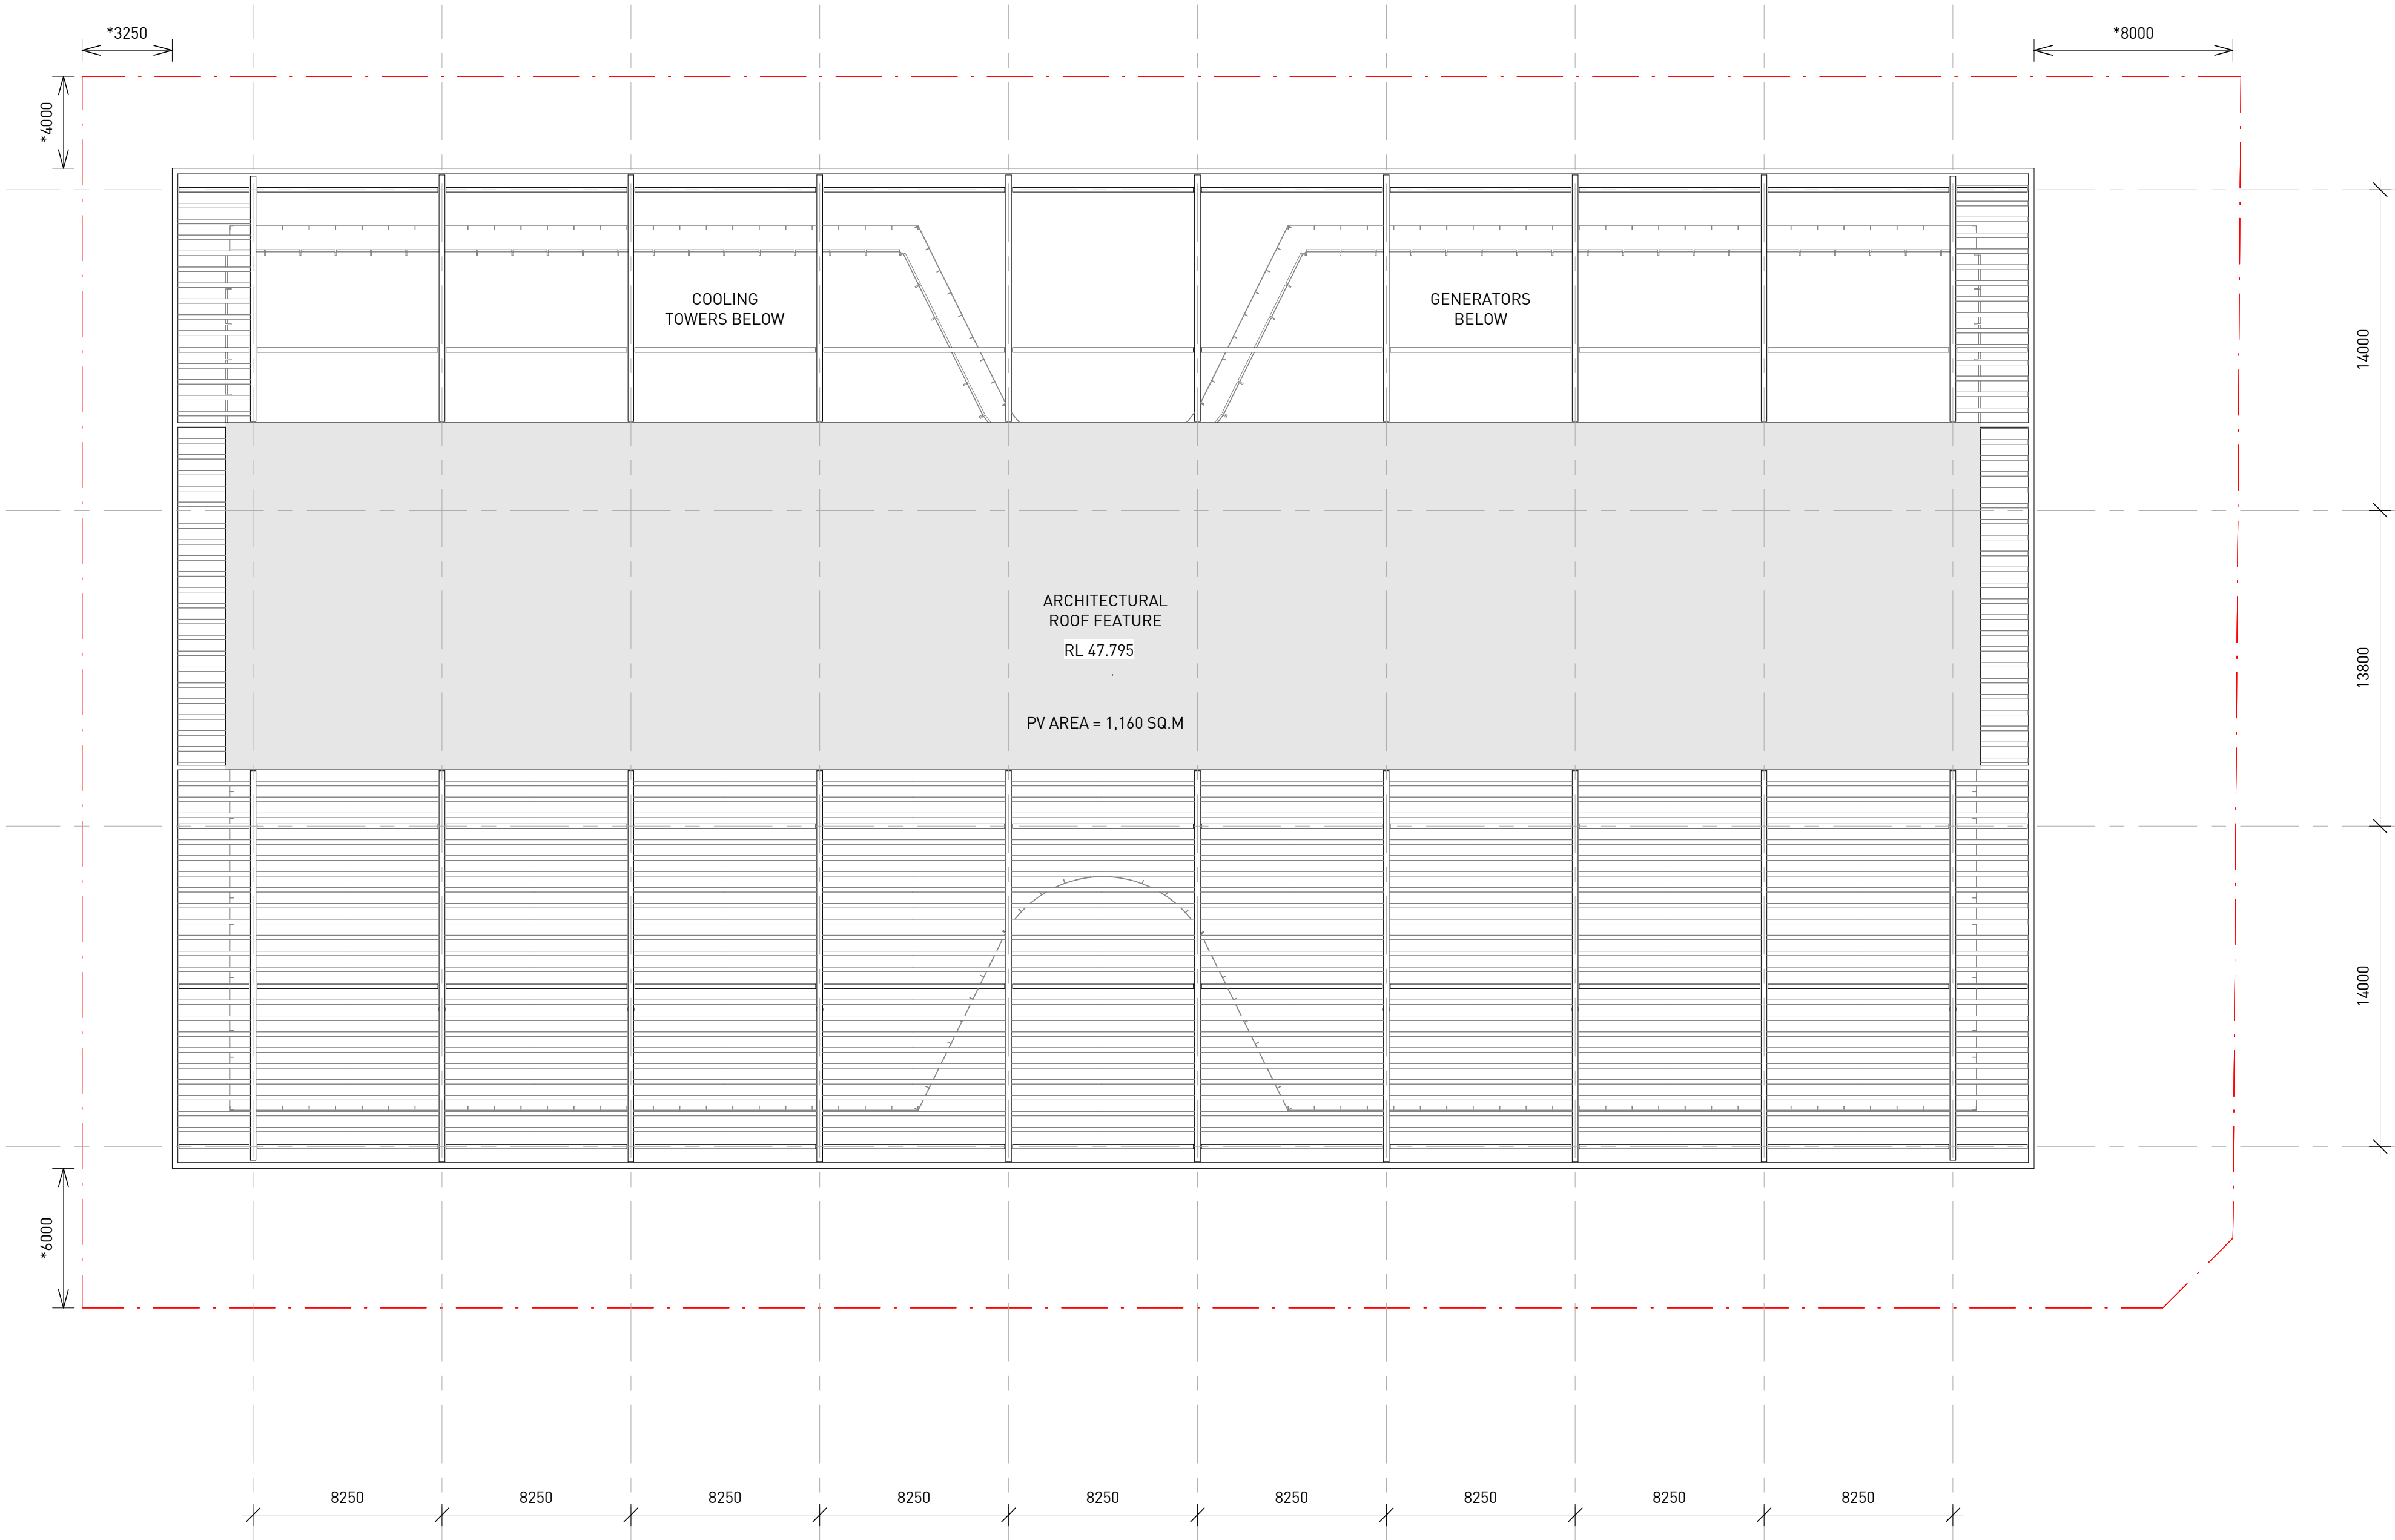 *3250
*8000
*4000
COOLING
TOWERS BELOW
GENERATORS
BELOW
14000
ARCHITECTURAL
ROOF FEATURE
RL 47.795
13800
PV AREA = 1,160 SQ.M
14000
*6000
8250
8250
8250
8250
8250
8250
8250
8250
8250